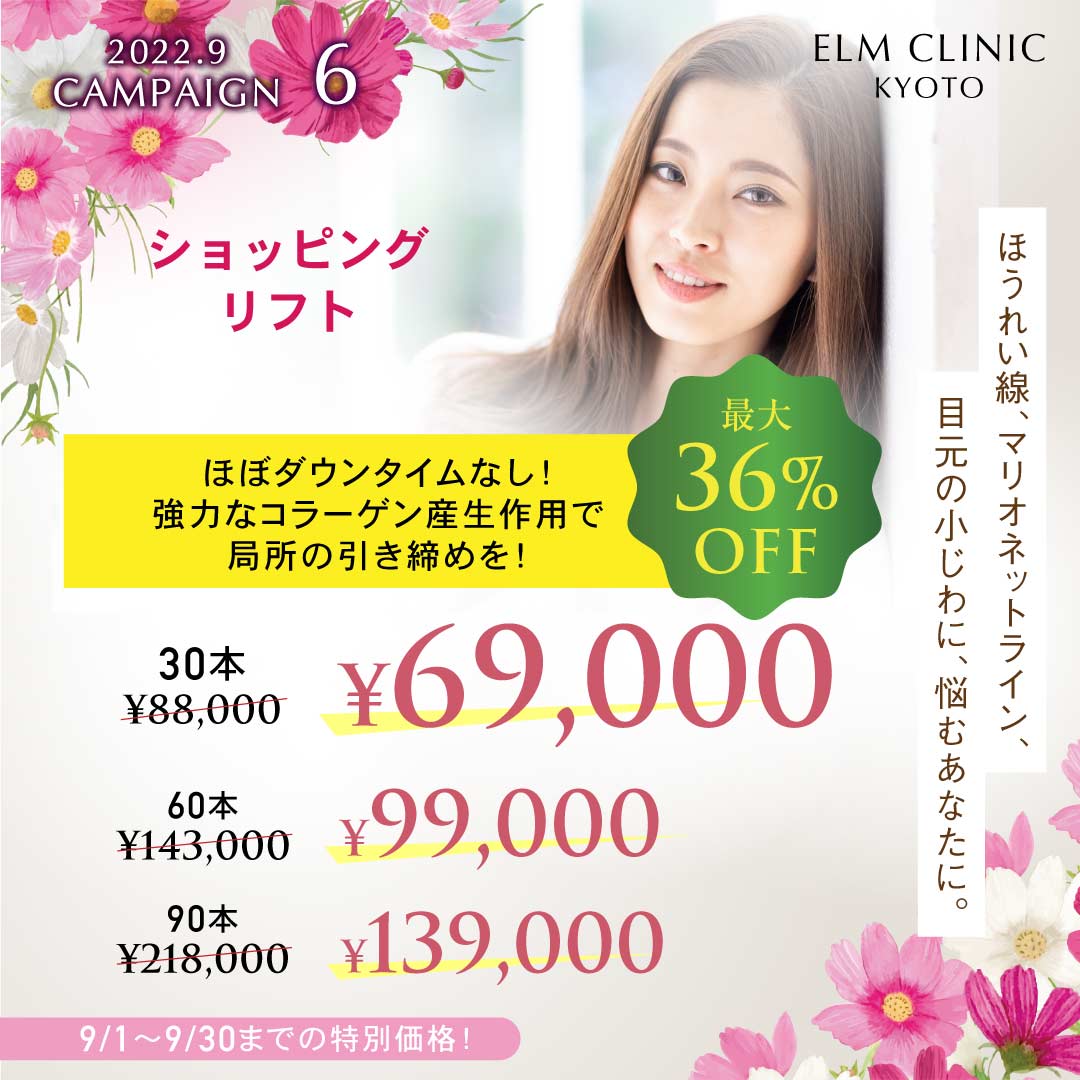 2022.9
CAMPAIGN 6
ELM CLINIC
KYOTO
ショッピング
リフト
ほうれい線、マリオネットライン、
目元の小じわに、悩むあなたに。
最大
36%
OFF
ほぼダウンタイムなし！
強力なコラーゲン産生作用で
局所の引き締めを！
30本
¥88,000
¥69,000
60本
¥143,000
¥99,000
90本
¥218,000
¥139,000
9/1～9/30までの特別価格！